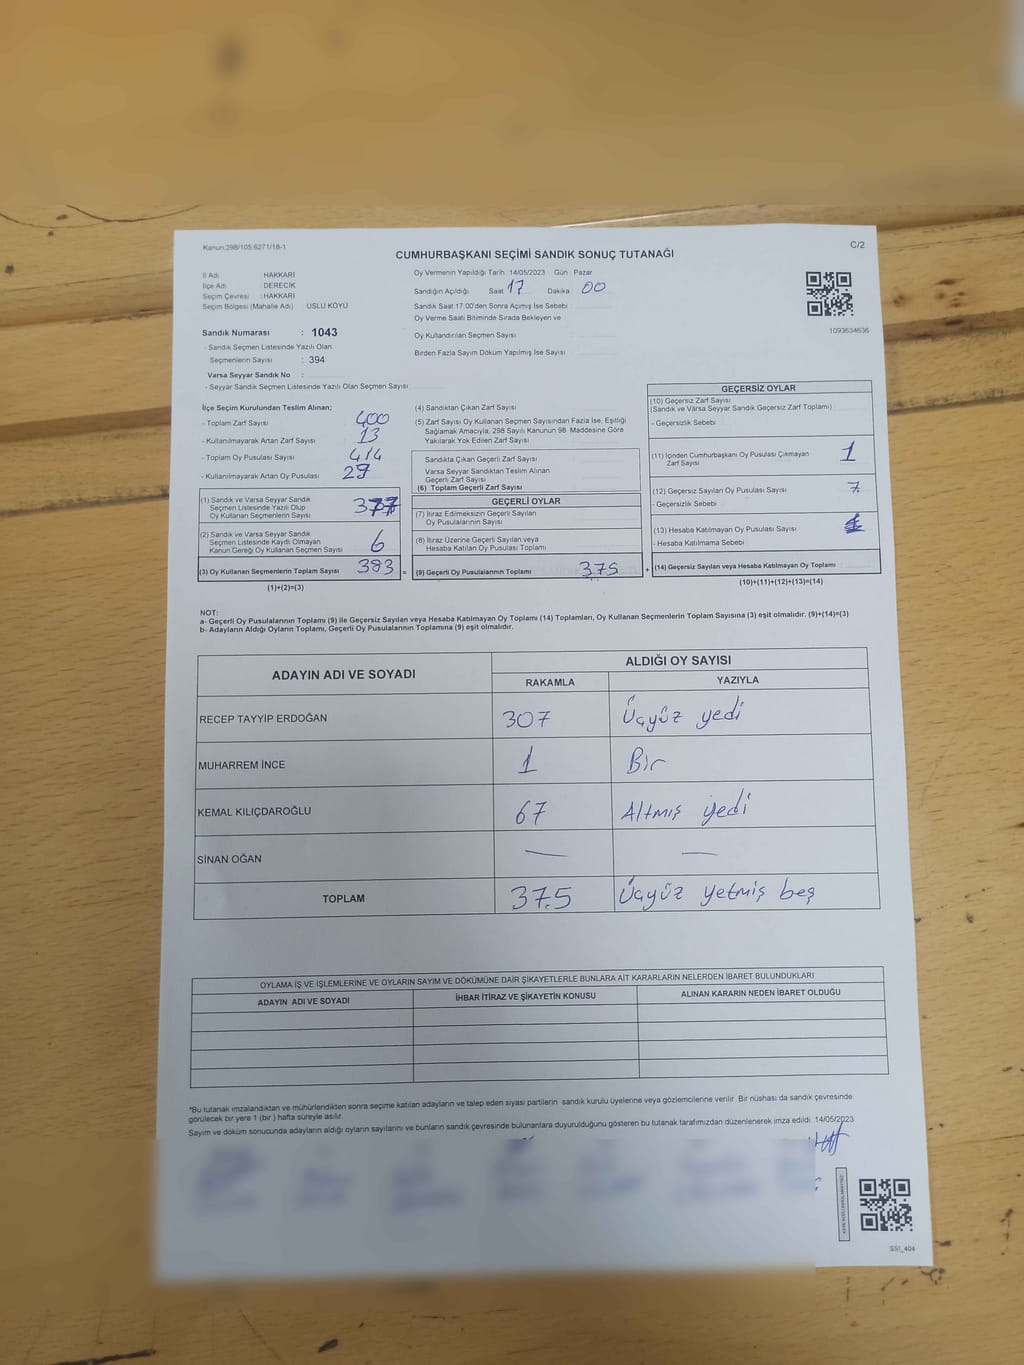 Kanun:298/105.6271/18-1
C/2
CUMHURBAŞKANI SEÇİMİ SANDIK SONUÇ TUTANAĞI
İl Adı : HAKKARİ
İlçe Adı : DERECİK
Seçim Çevresi : HAKKARİ
Seçim Bölgesi (Mahalle Adı) USLU KÖYÜ
Oy Vermenin Yapıldığı Tarih : 14/05/2023 Gün : Pazar
Sandığın Açıldığı Saat 17 Dakika : 00
Sandık Saat 17.00'den Sonra Açılmış İse Sebebi
Oy Verme Saati Bitiminde Sırada Bekleyen ve
Oy Kullandırılan Seçmen Sayısı
Birden Fazla Sayım Döküm Yapılmış İse Sayısı
1093634636
Sandık Numarası : 1043
- Sandık Seçmen Listesinde Yazılı Olan
Seçmenlerin Sayısı : 394
Varsa Seyyar Sandık No :
- Seyyar Sandık Seçmen Listesinde Yazılı Olan Seçmen Sayısı
İlçe Seçim Kurulundan Teslim Alınan;
- Toplam Zarf Sayısı 400
- Kullanılmayarak Artan Zarf Sayısı 13
- Toplam Oy Pusulası Sayısı 414
- Kullanılmayarak Artan Oy Pusulası 29
(1) Sandık ve Varsa Seyyar Sandık
Seçmen Listesinde Yazılı Olup
Oy Kullanan Seçmenlerin Sayısı 377
(2) Sandık ve Varsa Seyyar Sandık
Seçmen Listesinde Kayıtlı Olmayan
Kanun Gereği Oy Kullanan Seçmen Sayısı 6
(3) Oy Kullanan Seçmenlerin Toplam Sayısı 383 =
(1)+(2)=(3)
(4) Sandıktan Çıkan Zarf Sayısı
(5) Zarf Sayısı Oy Kullanan Seçmen Sayısından Fazla İse, Eşitliği
Sağlamak Amacıyla; 298 Sayılı Kanunun 98. Maddesine Göre
Yakılarak Yok Edilen Zarf Sayısı
Sandıkta Çıkan Geçerli Zarf Sayısı
Varsa Seyyar Sandıktan Teslim Alınan
Geçerli Zarf Sayısı
(6) Toplam Geçerli Zarf Sayısı
GEÇERLİ OYLAR
(7) İtiraz Edilmeksizin Geçerli Sayılan
Oy Pusulalarının Sayısı
(8) İtiraz Üzerine Geçerli Sayılan veya
Hesaba Katılan Oy Pusulası Toplamı
(9) Geçerli Oy Pusulalarının Toplamı 375 +
GEÇERSİZ OYLAR
(10) Geçersiz Zarf Sayısı
(Sandık ve Varsa Seyyar Sandık Geçersiz Zarf Toplamı)
- Geçersizlik Sebebi
(11) İçinden Cumhurbaşkanı Oy Pusulası Çıkmayan
Zarf Sayısı 1
(12) Geçersiz Sayılan Oy Pusulası Sayısı 7
- Geçersizlik Sebebi
(13) Hesaba Katılmayan Oy Pusulası Sayısı
- Hesaba Katılmama Sebebi
(14) Geçersiz Sayılan veya Hesaba Katılmayan Oy Toplamı
(10)+(11)+(12)+(13)=(14)
NOT:
a- Geçerli Oy Pusulalarının Toplamı (9) ile Geçersiz Sayılan veya Hesaba Katılmayan Oy Toplamı (14) Toplamları, Oy Kullanan Seçmenlerin Toplam Sayısına (3) eşit olmalıdır. (9)+(14)=(3)
b- Adayların Aldığı Oyların Toplamı, Geçerli Oy Pusulalarının Toplamına (9) eşit olmalıdır.
ADAYIN ADI VE SOYADI ALDIĞI OY SAYISI
RAKAMLA YAZIYLA
RECEP TAYYİP ERDOĞAN 307 Üçyüz yedi
MUHARREM İNCE 1 Bir
KEMAL KILIÇDAROĞLU 67 Altmış yedi
SİNAN OĞAN — —
TOPLAM 375 Üçyüz yetmiş beş
OYLAMA İŞ VE İŞLEMLERİNE VE OYLARIN SAYIM VE DÖKÜMÜNE DAİR ŞİKAYETLERLE BUNLARA AİT KARARLARIN NELERDEN İBARET BULUNDUKLARI
ADAYIN ADI VE SOYADI İHBAR İTİRAZ VE ŞİKAYETİN KONUSU ALINAN KARARIN NEDEN İBARET OLDUĞU
*Bu tutanak imzalandıktan ve mühürlendikten sonra seçime katılan adayların ve talep eden siyasi partilerin sandık kurulu üyelerine veya gözlemcilerine verilir. Bir nüshası da sandık çevresinde
görülecek bir yere 1 (bir) hafta süreyle asılır.
Sayım ve döküm sonucunda adayların aldığı oyların sayılarını ve bunların sandık çevresinde bulunanlara duyurulduğunu gösteren bu tutanak tarafımızdan düzenlenerek imza edildi. 14/05/2023
SSİ_404